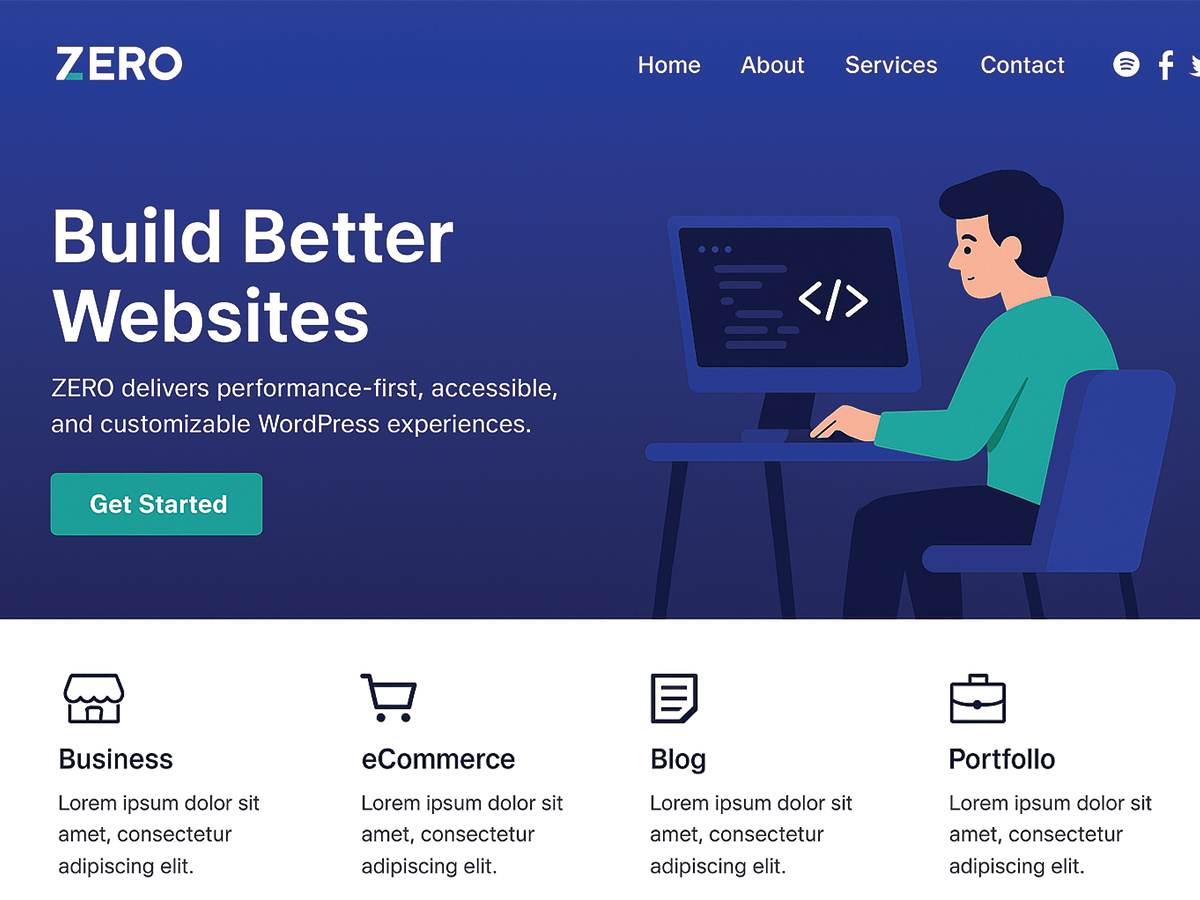 ZERO
Home About Services Contact
Build Better
Websites
ZERO delivers performance-first, accessible,
and customizable WordPress experiences.
Get Started
</>
Business
Lorem ipsum dolor sit
amet, consectetur
adipiscing elit.
eCommerce
Lorem ipsum dolor sit
amet, consectetur
adipiscing elit.
Blog
Lorem ipsum dolor sit
amet, consectetur
adipiscing elit.
Portfollo
Lorem ipsum dolor sit
amet, consectetur
adipiscing elit.